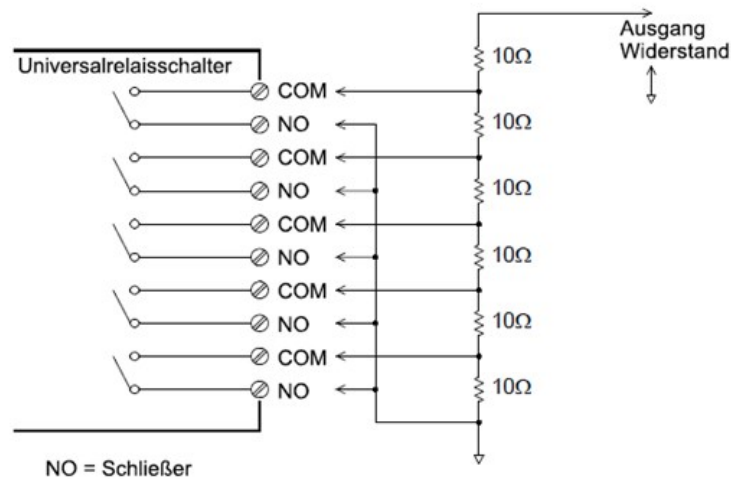 Ausgang
Widerstand
10Ω
Universalrelaisschalter
COM
10Ω
NO
COM
10Ω
NO
COM
10Ω
NO
COM
10Ω
NO
COM
10Ω
NO
NO = Schließer